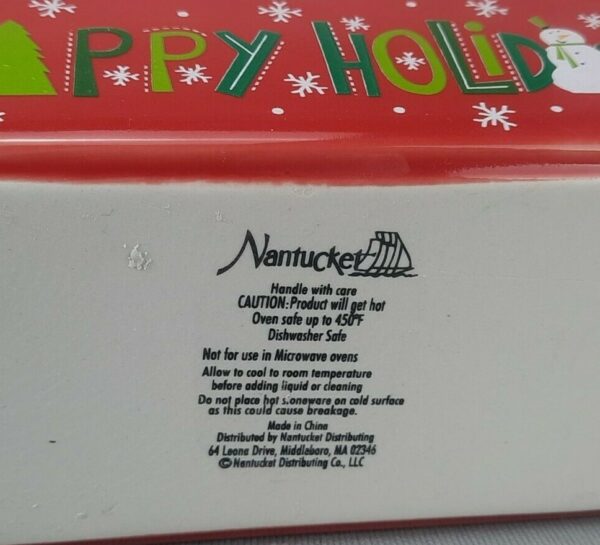 APPY HOLID
Nantucket
Handle with care
CAUTION:Product will get hot
Oven safe up to 450°F
Dishwasher Safe
Not for use in Microwave ovens
Allow to cool to room temperature
before adding liquid or cleaning
Do not place hot s.oneware on cold surface
as this could cause breakage.
Made in China
Distributed by Nantucket Distributing
64 Leona Drive, Middleboro, MA 02346
©Nantucket Distributing Co., LLC